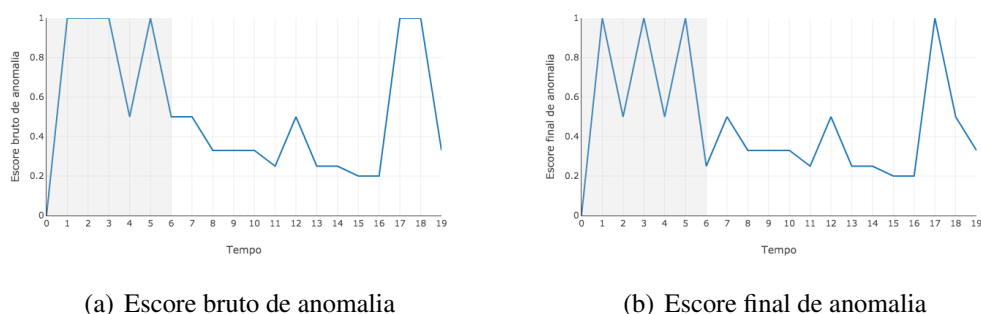 1
0.8
0.6
0.4
0.2
0
Escore bruto de anomalia
0 1 2 3 4 5 6 7 8 9 10 11 12 13 14 15 16 17 18 19
Tempo
(a) Escore bruto de anomalia
1
0.8
0.6
0.4
0.2
0
Escore final de anomalia
0 1 2 3 4 5 6 7 8 9 10 11 12 13 14 15 16 17 18 19
Tempo
(b) Escore final de anomalia